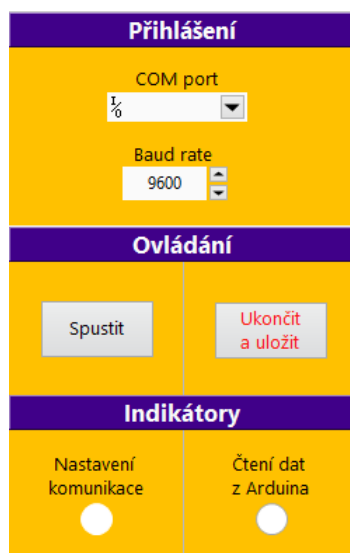 Přihlášení
COM port
I/O
Baud rate
9600
Ovládání
Spustit
Ukončit
a uložit
Indikátory
Nastavení
komunikace
Čtení dat
z Arduina